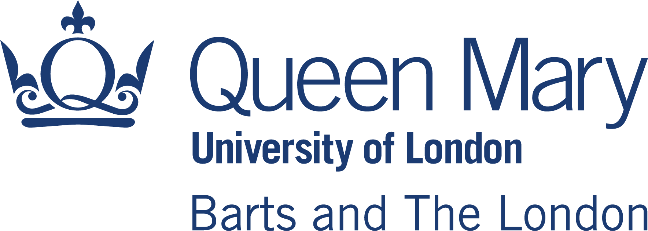 Queen Mary
University of London
Barts and The London